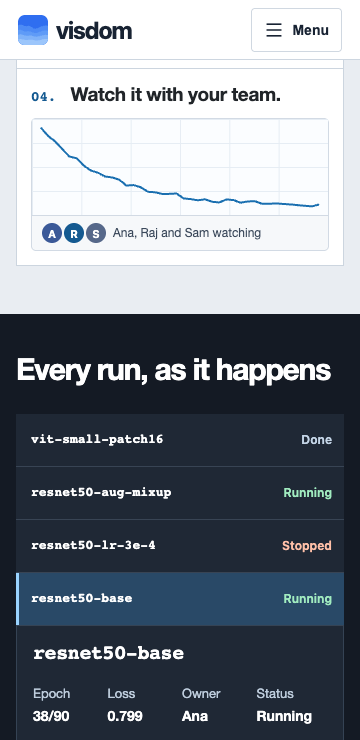 visdom
Menu
04. Watch it with your team.
A R S Ana, Raj and Sam watching
Every run, as it happens
vit-small-patch16 Done
resnet50-aug-mixup Running
resnet50-lr-3e-4 Stopped
resnet50-base Running
resnet50-base
Epoch Loss Owner Status
38/90 0.799 Ana Running